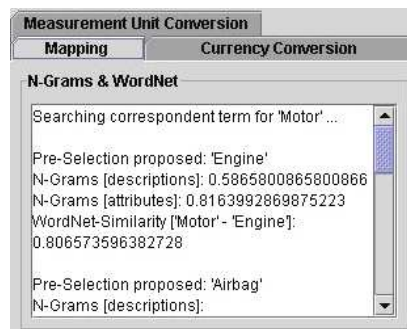 Measurement Unit Conversion
Mapping Currency Conversion
N-Grams & WordNet
Searching correspondent term for 'Motor' ...
Pre-Selection proposed: 'Engine'
N-Grams [descriptions]: 0.5865800865800866
N-Grams [attributes]: 0.8163992869875223
WordNet-Similarity ['Motor' - 'Engine']:
0.806573596382728
Pre-Selection proposed: 'Airbag'
N-Grams [descriptions]: